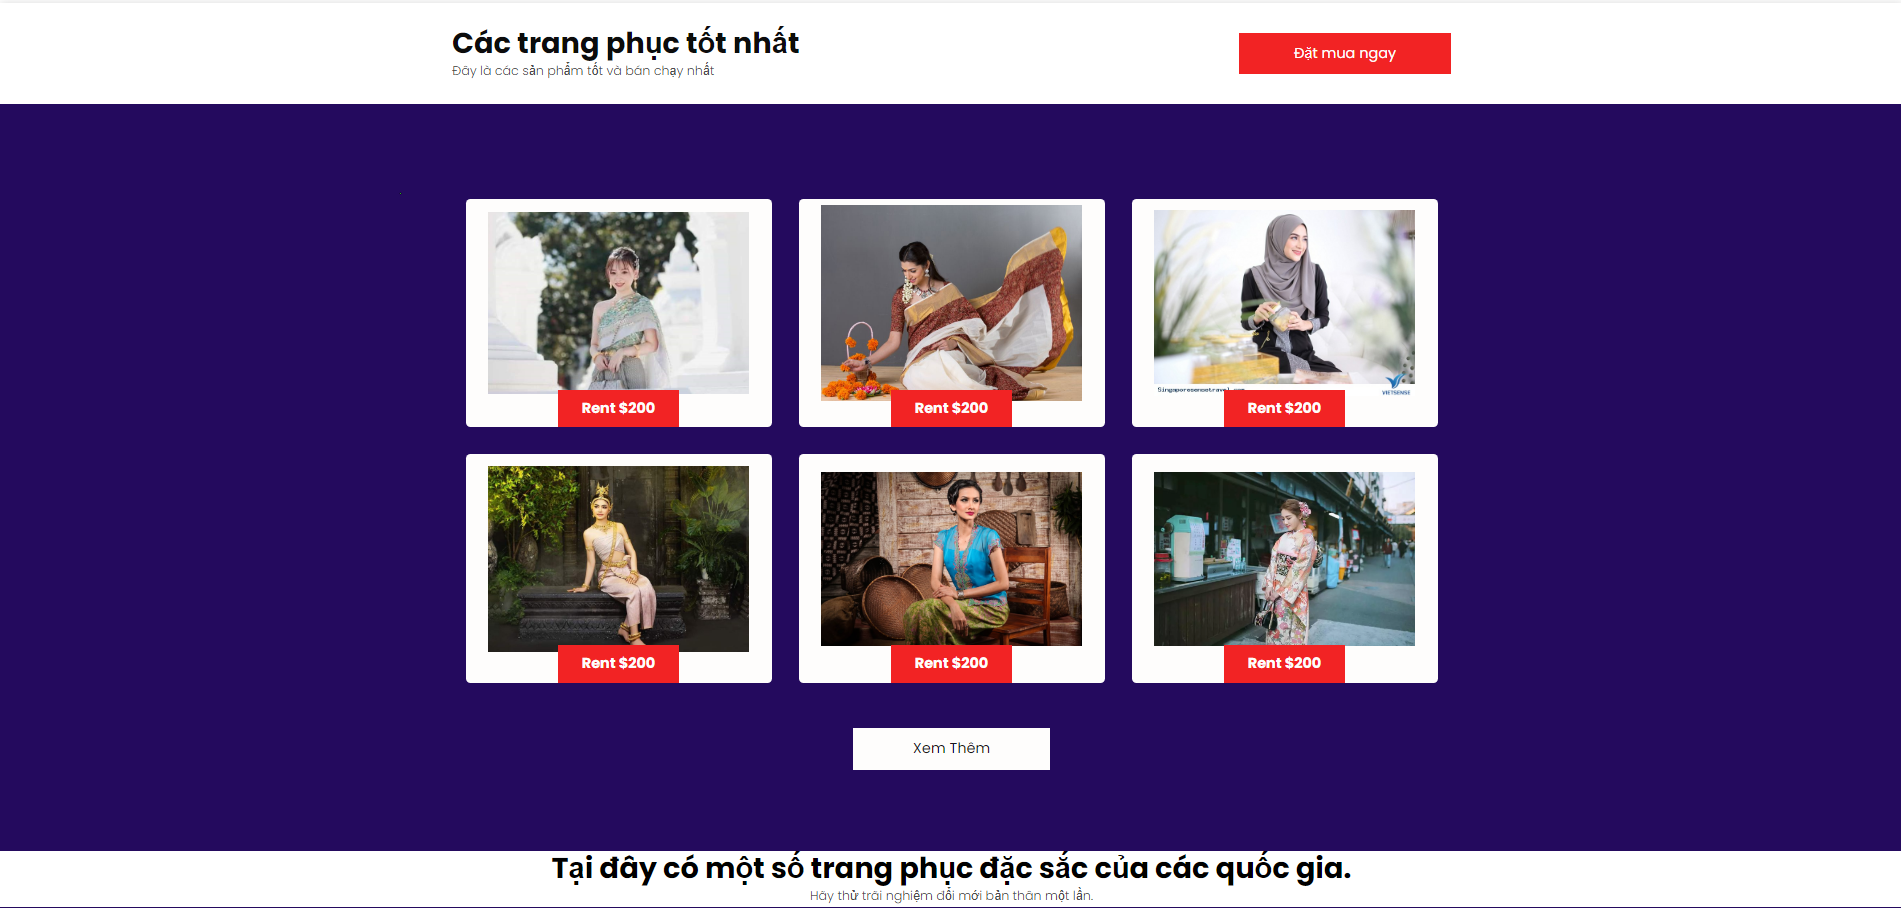 Các trang phục tốt nhất
Đây là các sản phẩm tốt và bán chạy nhất
Đặt mua ngay
Rent $200
Rent $200
Singaporesensetravel.com
VIETSENSE
Rent $200
Rent $200
Rent $200
Rent $200
Xem Thêm
Tại đây có một số trang phục đặc sắc của các quốc gia.
Hãy thử trãi nghiệm đổi mới bản thân một lần.